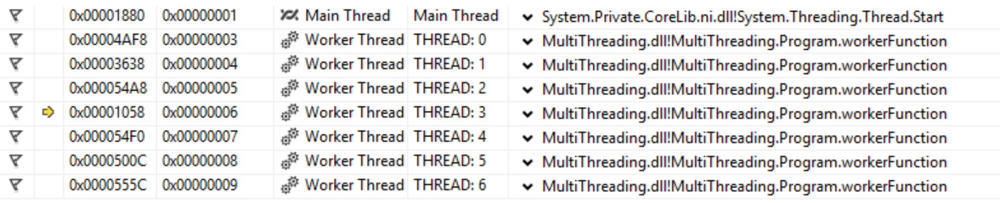 0x00001880 0x00000001 Main Thread Main Thread System.Private.CoreLib.ni.dll!System.Threading.Thread.Start
0x00004AF8 0x00000003 Worker Thread THREAD: 0 MultiThreading.dll!MultiThreading.Program.workerFunction
0x00003638 0x00000004 Worker Thread THREAD: 1 MultiThreading.dll!MultiThreading.Program.workerFunction
0x000054A8 0x00000005 Worker Thread THREAD: 2 MultiThreading.dll!MultiThreading.Program.workerFunction
0x00001058 0x00000006 Worker Thread THREAD: 3 MultiThreading.dll!MultiThreading.Program.workerFunction
0x000054F0 0x00000007 Worker Thread THREAD: 4 MultiThreading.dll!MultiThreading.Program.workerFunction
0x0000500C 0x00000008 Worker Thread THREAD: 5 MultiThreading.dll!MultiThreading.Program.workerFunction
0x0000555C 0x00000009 Worker Thread THREAD: 6 MultiThreading.dll!MultiThreading.Program.workerFunction